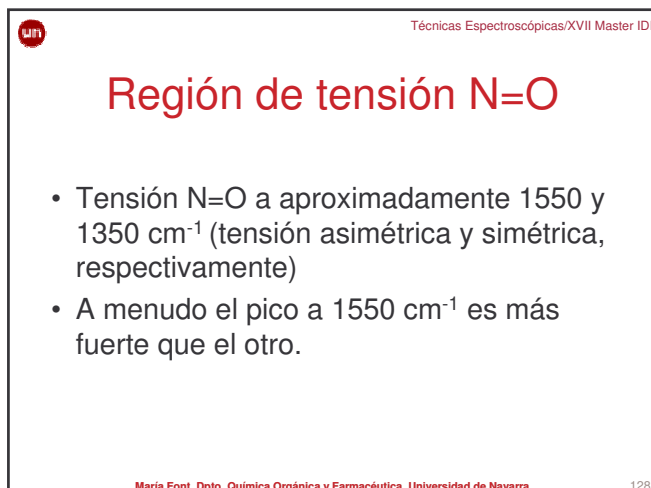 un
Técnicas Espectroscópicas/XVII Master IDI
Región de tensión N=O
• Tensión N=O a aproximadamente 1550 y
1350 cm-1 (tensión asimétrica y simétrica,
respectivamente)
• A menudo el pico a 1550 cm-1 es más
fuerte que el otro.
María Font. Dpto. Química Orgánica y Farmacéutica. Universidad de Navarra
128